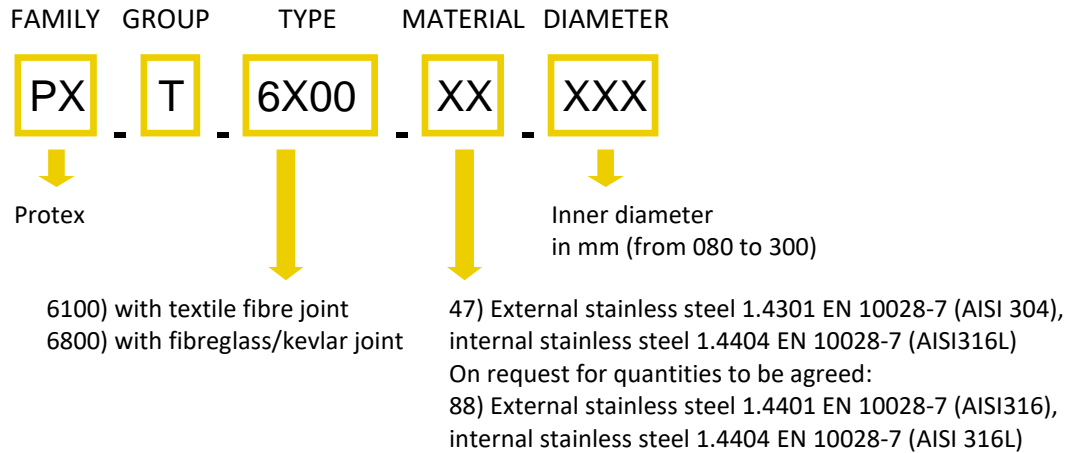 FAMILY GROUP TYPE MATERIAL DIAMETER
PX - T - 6X00 - XX - XXX
Protex
Inner diameter
in mm (from 080 to 300)
6100) with textile fibre joint
6800) with fibreglass/kevlar joint
47) External stainless steel 1.4301 EN 10028-7 (AISI 304),
internal stainless steel 1.4404 EN 10028-7 (AISI316L)
On request for quantities to be agreed:
88) External stainless steel 1.4401 EN 10028-7 (AISI316),
internal stainless steel 1.4404 EN 10028-7 (AISI 316L)